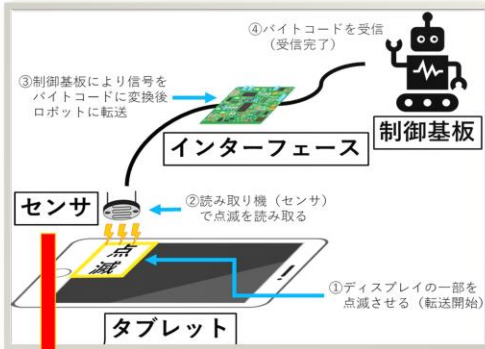 ④バイトコードを受信
（受信完了）
③制御基板により信号を
バイトコードに変換後
ロボットに転送
制御基板
インターフェース
センサ
②読み取り機（センサ）
で点滅を読み取る
点
滅
！
①ディスプレイの一部を
点滅させる（転送開始）
タブレット